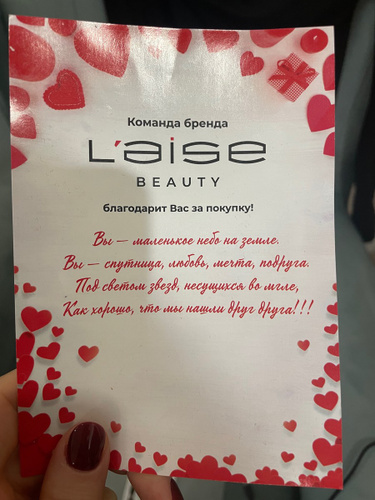 Команда бренда
L'aise
BEAUTY
благодарит Вас за покупку!
Вы — маленькое небо на земле.
Вы — спутница, любовь, мечта, подруга.
Под светом звезд, несущихся во мгле,
Как хорошо, что мы нашли друг друга!!!